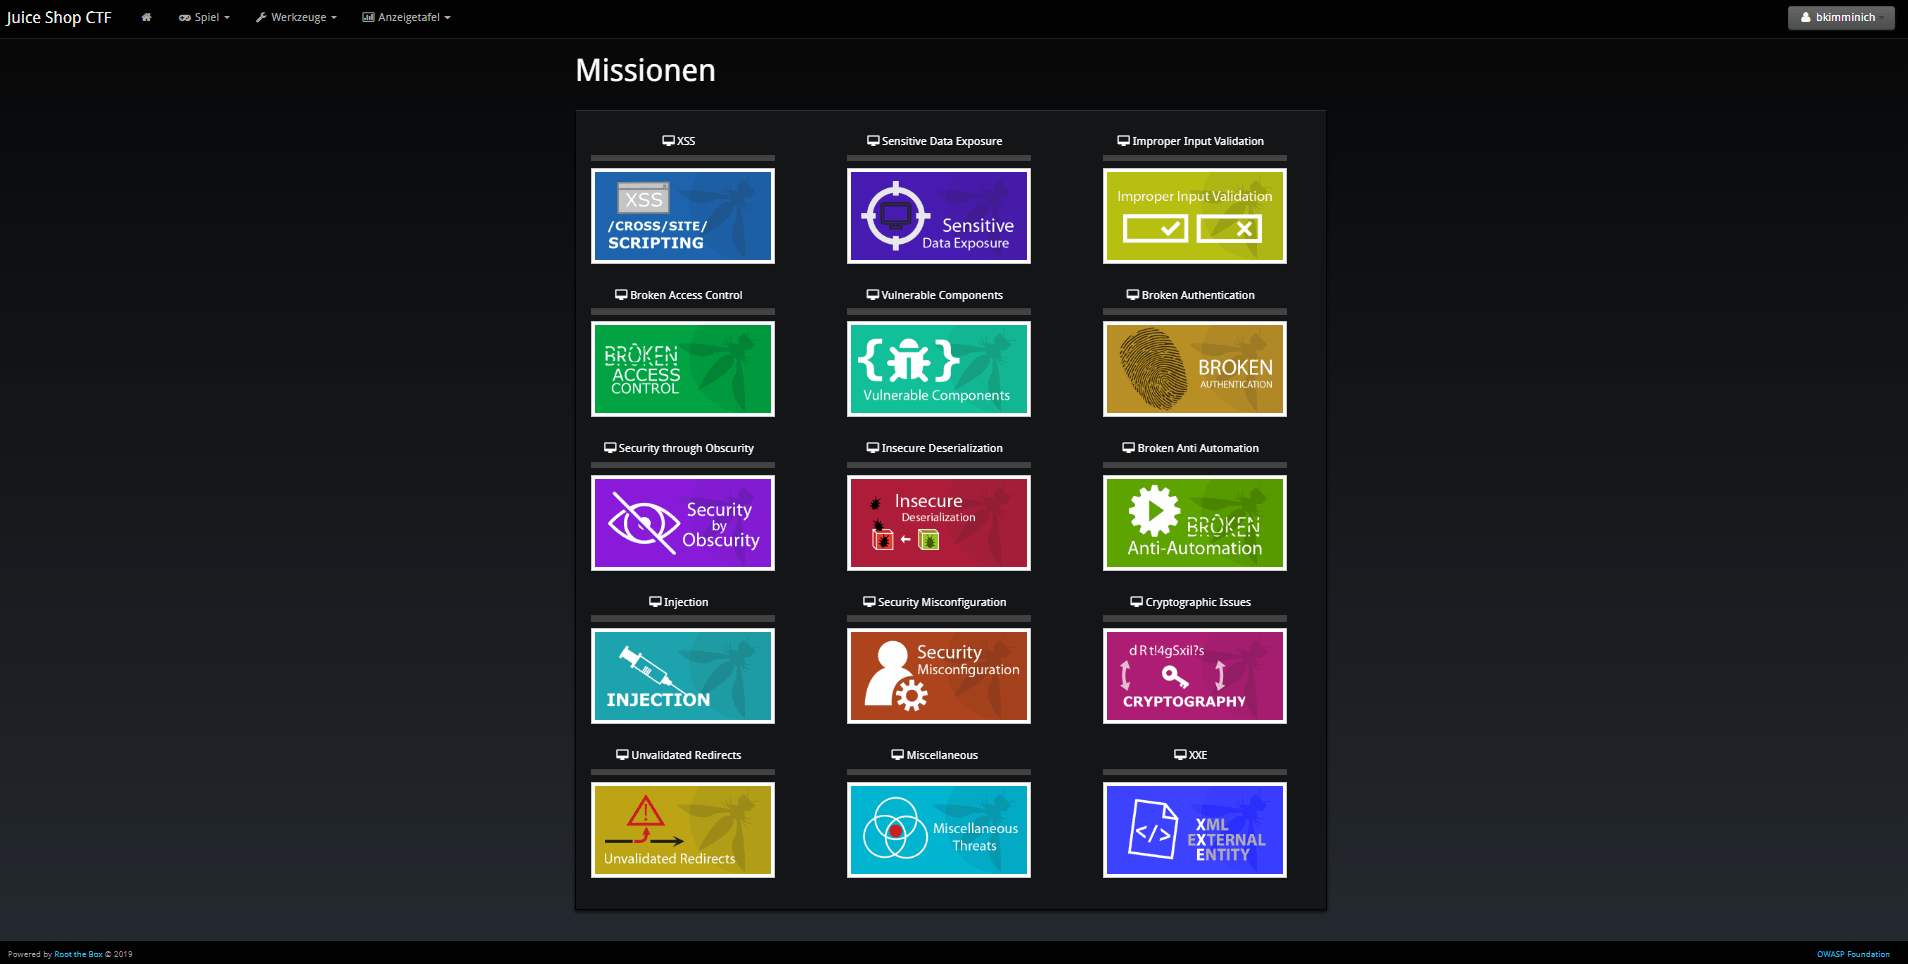 Juice Shop CTF
Spiel
Werkzeuge
Anzeigetafel
bkimminich
Missionen
XSS
Sensitive Data Exposure
Improper Input Validation
XSS
/CROSS/SITE/
SCRIPTING
Sensitive
Data Exposure
Improper Input Validation
Broken Access Control
Vulnerable Components
Broken Authentication
BRŌKEN
ACCESS
CONTROL
{ }
Vulnerable Components
BROKEN
AUTHENTICATION
Security through Obscurity
Insecure Deserialization
Broken Anti Automation
Security
by
Obscurity
Insecure
Deserialization
BRŌKEN
Anti-Automation
Injection
Security Misconfiguration
Cryptographic Issues
INJECTION
Security
Misconfiguration
d R t!4gSxil?s
CRYPTOGRAPHY
Unvalidated Redirects
Miscellaneous
XXE
!
Unvalidated Redirects
Miscellaneous
Threats
</>
XML
EXTERNAL
ENTITY
Powered by Root the Box © 2019
OWASP Foundation